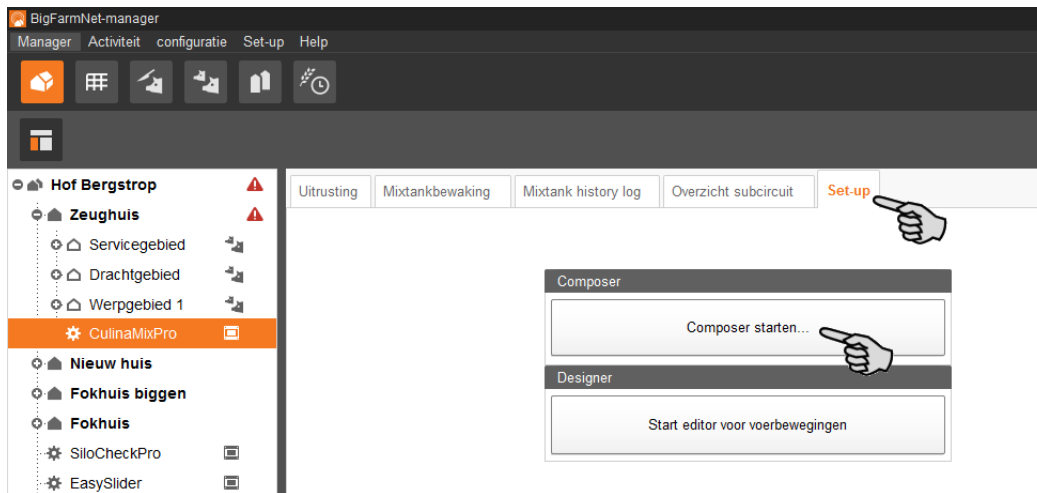 BigFarmNet-manager
Manager Activiteit configuratie Set-up Help
Hof Bergstrop
Zeughuis
Servicegebied
Drachtgebied
Werpgebied 1
CulinaMixPro
Nieuw huis
Fokhuis biggen
Fokhuis
SiloCheckPro
EasySlider
Uitrusting Mixtankbewaking Mixtank history log Overzicht subcircuit Set-up
Composer
Composer starten...
Designer
Start editor voor voerbewegingen